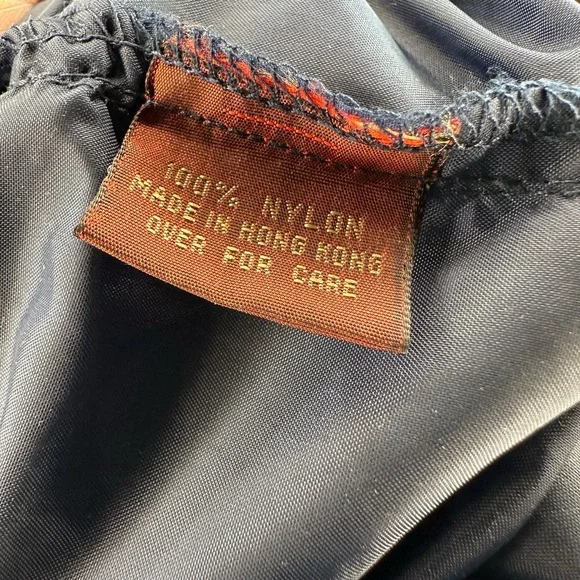 100% NYLON
MADE IN HONG KONG
OVER FOR CARE